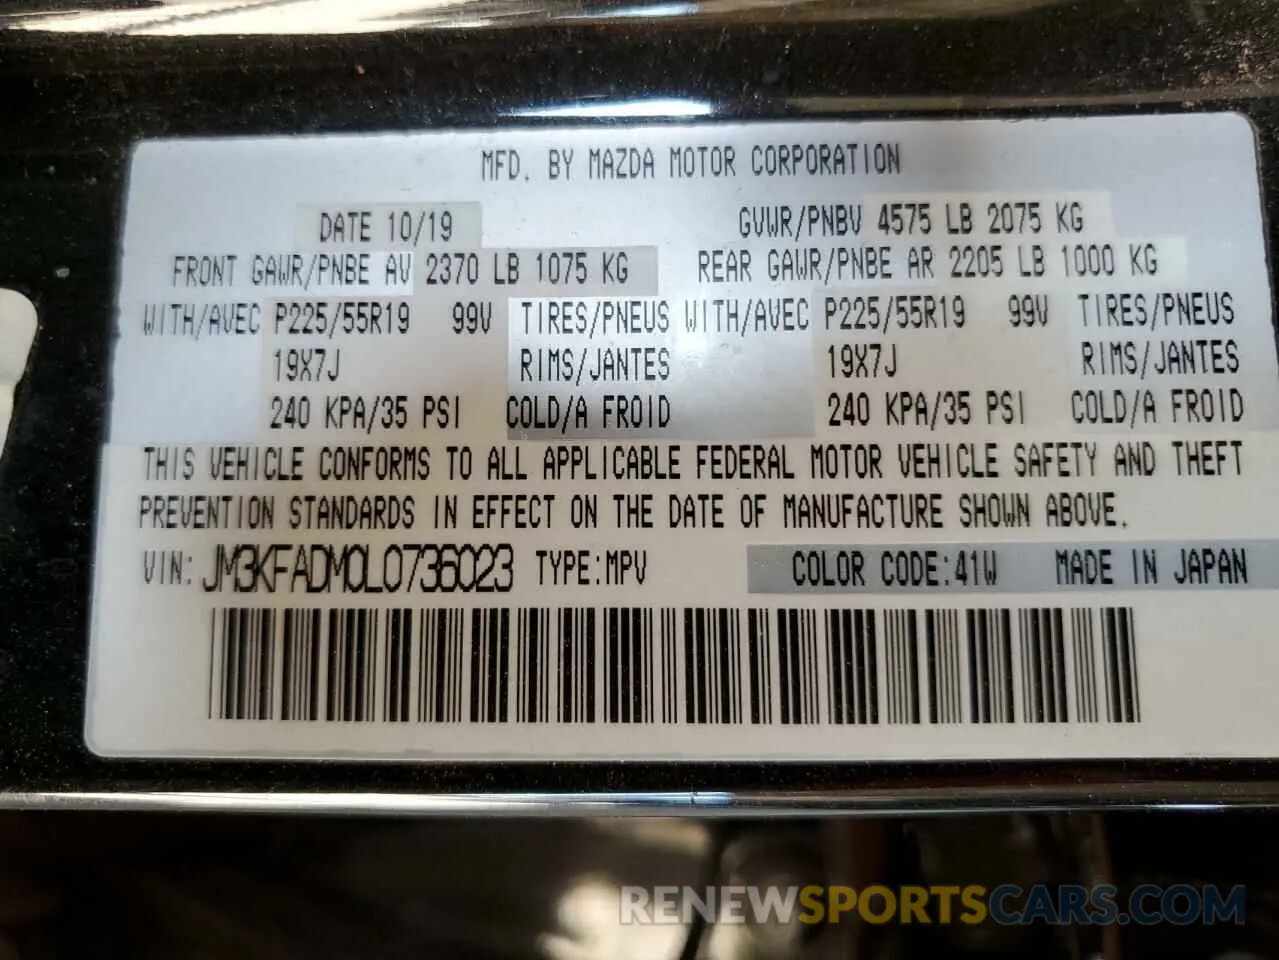 MFD. BY MAZDA MOTOR CORPORATION
DATE 10/19 GVWR/PNBV 4575 LB 2075 KG
FRONT GAWR/PNBE AV 2370 LB 1075 KG REAR GAWR/PNBE AR 2205 LB 1000 KG
WITH/AVEC P225/55R19 99V TIRES/PNEUS WITH/AVEC P225/55R19 99V TIRES/PNEUS
19X7J RIMS/JANTES 19X7J RIMS/JANTES
240 KPA/35 PSI COLD/A FROID 240 KPA/35 PSI COLD/A FROID
THIS VEHICLE CONFORMS TO ALL APPLICABLE FEDERAL MOTOR VEHICLE SAFETY AND THEFT
PREVENTION STANDARDS IN EFFECT ON THE DATE OF MANUFACTURE SHOWN ABOVE.
VIN: JM3KFADM0L0736023 TYPE:MPV COLOR CODE:41W MADE IN JAPAN
RENEWSPORTSCARS.COM